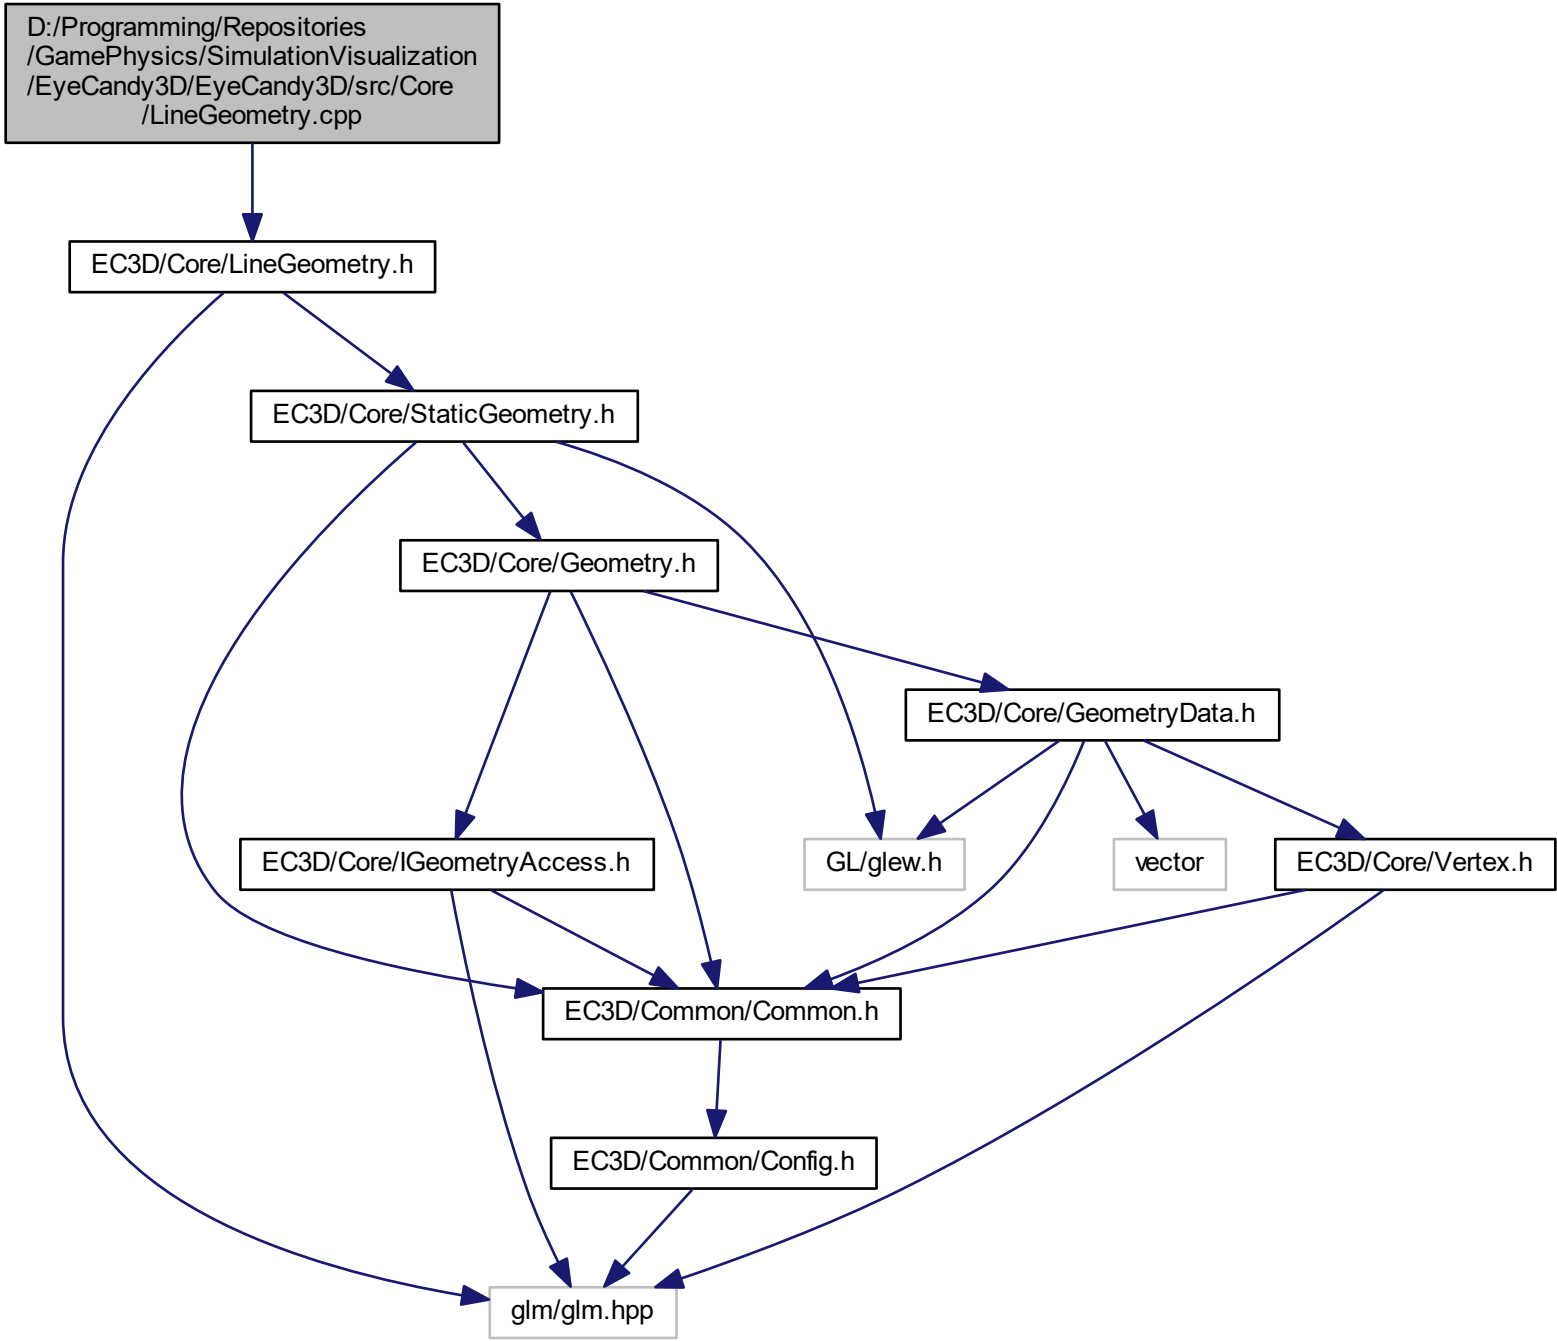 D:/Programming/Repositories
/GamePhysics/SimulationVisualization
/EyeCandy3D/EyeCandy3D/src/Core
/LineGeometry.cpp
EC3D/Core/LineGeometry.h
EC3D/Core/StaticGeometry.h
EC3D/Core/Geometry.h
EC3D/Core/GeometryData.h
EC3D/Core/IGeometryAccess.h
GL/glew.h
vector
EC3D/Core/Vertex.h
EC3D/Common/Common.h
EC3D/Common/Config.h
glm/glm.hpp